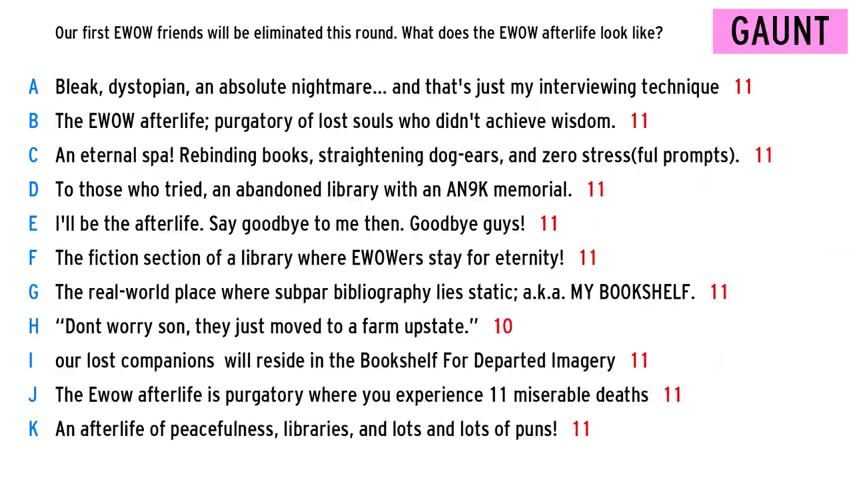 Our first EWOW friends will be eliminated this round. What does the EWOW afterlife look like?
GAUNT
A Bleak, dystopian, an absolute nightmare... and that's just my interviewing technique 11
B The EWOW afterlife; purgatory of lost souls who didn't achieve wisdom. 11
C An eternal spa! Rebinding books, straightening dog-ears, and zero stress(ful prompts). 11
D To those who tried, an abandoned library with an AN9K memorial. 11
E I'll be the afterlife. Say goodbye to me then. Goodbye guys! 11
F The fiction section of a library where EWOWers stay for eternity! 11
G The real-world place where subpar bibliography lies static; a.k.a. MY BOOKSHELF. 11
H “Dont worry son, they just moved to a farm upstate.” 10
I our lost companions will reside in the Bookshelf For Departed Imagery 11
J The Ewow afterlife is purgatory where you experience 11 miserable deaths 11
K An afterlife of peacefulness, libraries, and lots and lots of puns! 11